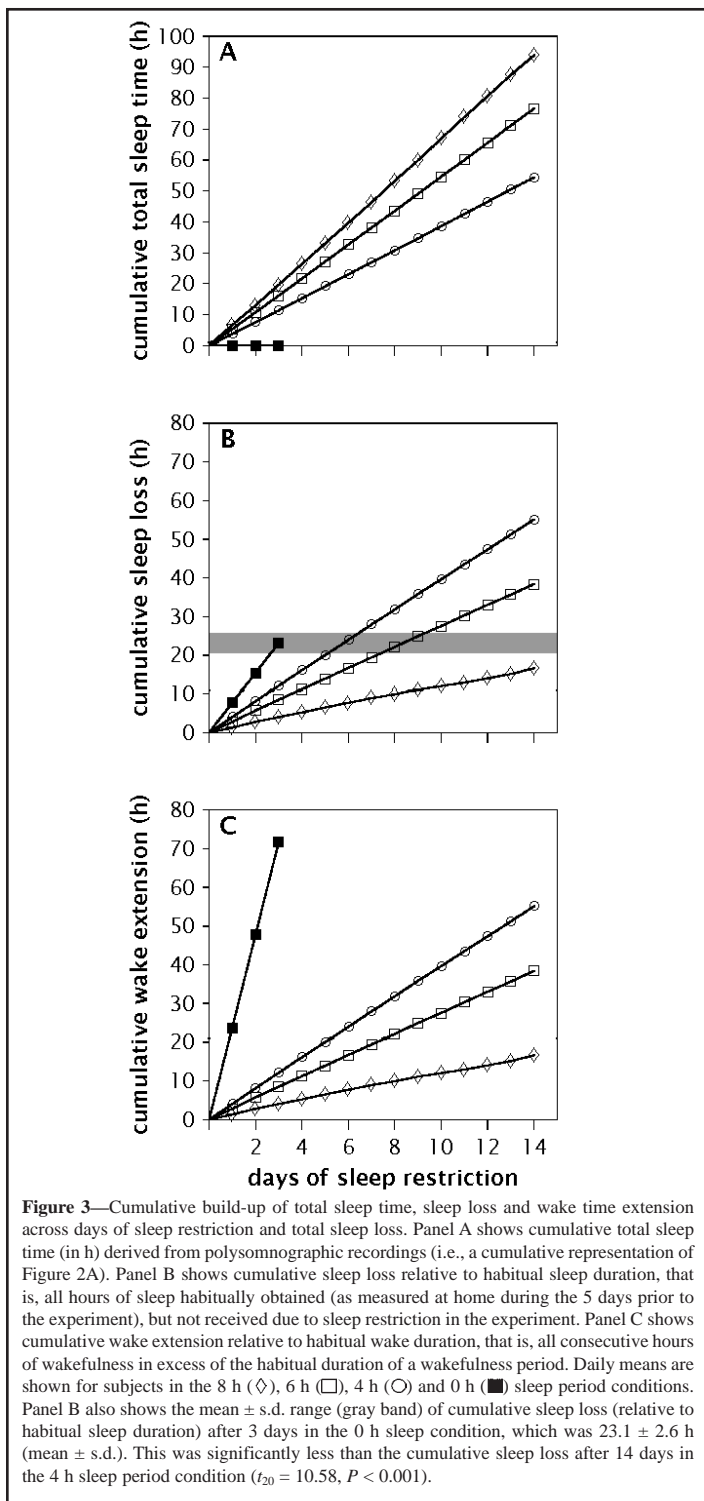 A
cumulative total sleep time (h)
100
90
80
70
60
50
40
30
20
10
0
B
cumulative sleep loss (h)
80
70
60
50
40
30
20
10
0
C
cumulative wake extension (h)
80
70
60
50
40
30
20
10
0
2 4 6 8 10 12 14
days of sleep restriction
Figure 3—Cumulative build-up of total sleep time, sleep loss and wake time extension
across days of sleep restriction and total sleep loss. Panel A shows cumulative total sleep
time (in h) derived from polysomnographic recordings (i.e., a cumulative representation of
Figure 2A). Panel B shows cumulative sleep loss relative to habitual sleep duration, that
is, all hours of sleep habitually obtained (as measured at home during the 5 days prior to
the experiment), but not received due to sleep restriction in the experiment. Panel C shows
cumulative wake extension relative to habitual wake duration, that is, all consecutive hours
of wakefulness in excess of the habitual duration of a wakefulness period. Daily means are
shown for subjects in the 8 h (◇), 6 h (□), 4 h (○) and 0 h (■) sleep period conditions.
Panel B also shows the mean ± s.d. range (gray band) of cumulative sleep loss (relative to
habitual sleep duration) after 3 days in the 0 h sleep condition, which was 23.1 ± 2.6 h
(mean ± s.d.). This was significantly less than the cumulative sleep loss after 14 days in
the 4 h sleep period condition (t20 = 10.58, P < 0.001).